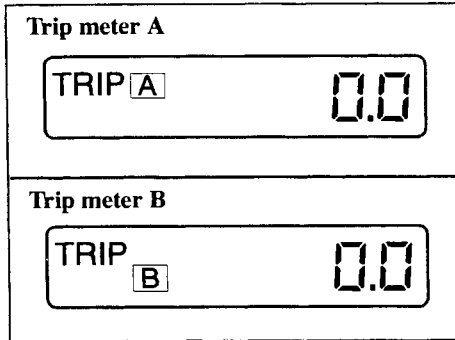 Trip meter A
TRIP A 0.0
Trip meter B
TRIP
B 0.0